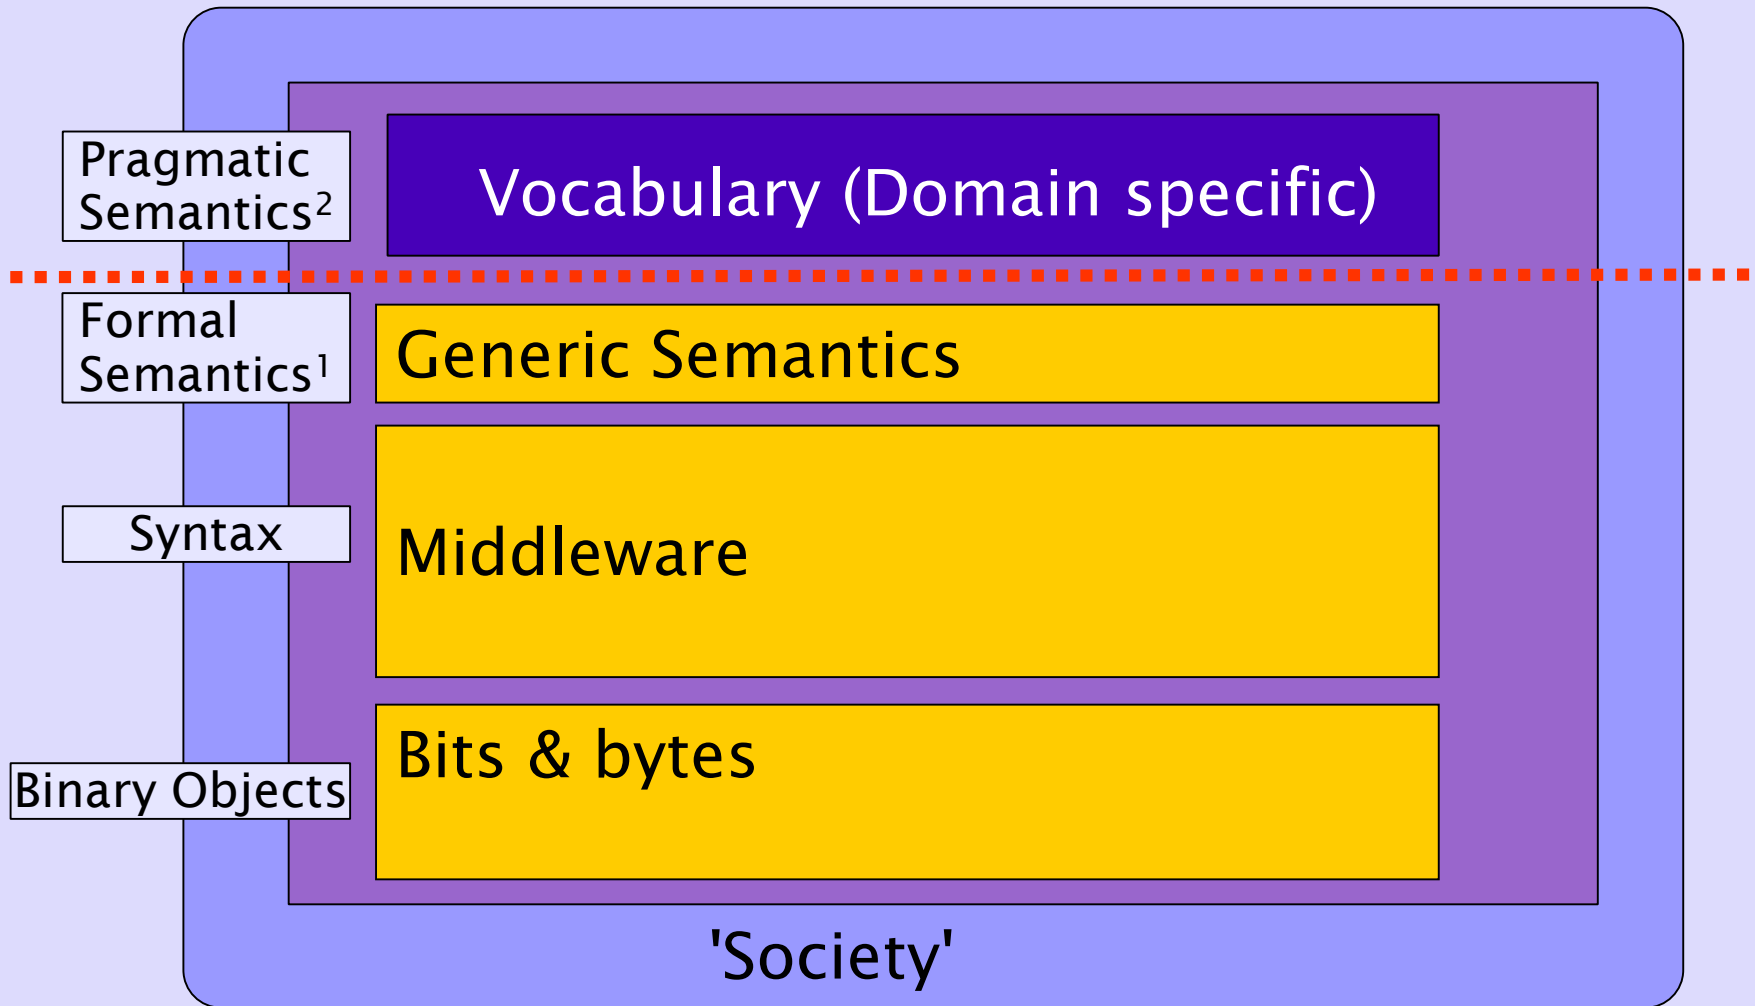 Pragmatic
Semantics²
Vocabulary (Domain specific)
Formal
Semantics¹
Generic Semantics
Syntax
Middleware
Bits & bytes
Binary Objects
'Society'